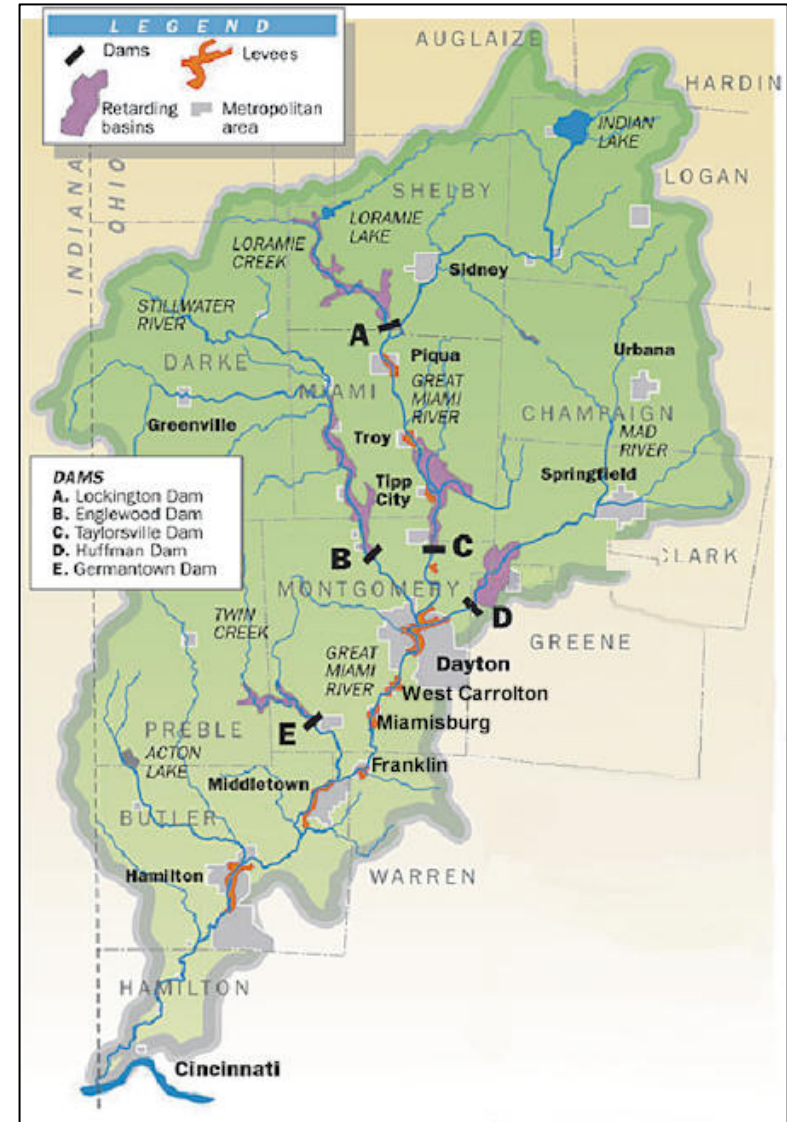 LEGEND
Dams
Levees
Retarding
basins
Metropolitan
area
AUGLAIZE
HARDIN
INDIAN
LAKE
LOGAN
INDIANA
OHIO
SHELBY
LORAMIE
LAKE
LORAMIE
CREEK
Sidney
STILLWATER
RIVER
A
DARKE
Piqua
Urbana
MIAMI
GREAT
MIAMI
RIVER
CHAMPAIGN
Greenville
Troy
MAD
RIVER
Tipp
City
Springfield
DAMS
A. Lockington Dam
B. Englewood Dam
C. Taylorsville Dam
D. Huffman Dam
E. Germantown Dam
B
C
CLARK
MONTGOMERY
D
TWIN
CREEK
GREENE
GREAT
MIAMI
RIVER
Dayton
West Carrolton
E
Miamisburg
PREBLE
ACTON
LAKE
Franklin
Middletown
BUTLER
WARREN
Hamilton
HAMILTON
Cincinnati